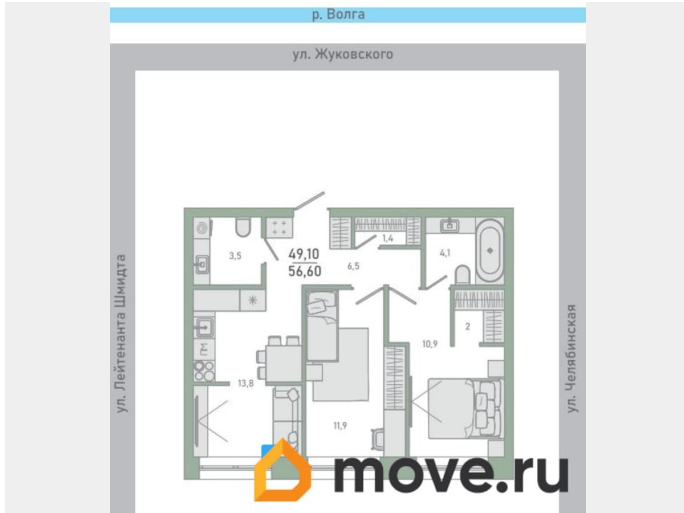 р. Волга
ул. Жуковского
ул. Лейтенанта Шмидта
ул. Челябинская
3,5
49,10
56,60
1,4
6,5
4,1
2
10,9
ПМ
13,8
11,9
move.ru